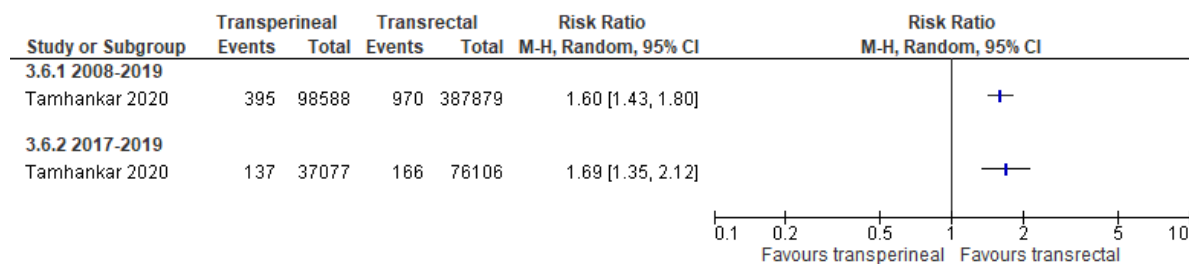 Transperineal Transrectal Risk Ratio Risk Ratio
Study or Subgroup Events Total Events Total M-H, Random, 95% CI M-H, Random, 95% CI
3.6.1 2008-2019
Tamhankar 2020 395 98588 970 387879 1.60 [1.43, 1.80]
3.6.2 2017-2019
Tamhankar 2020 137 37077 166 76106 1.69 [1.35, 2.12]
0.1 0.2 0.5 1 2 5 10
Favours transperineal Favours transrectal